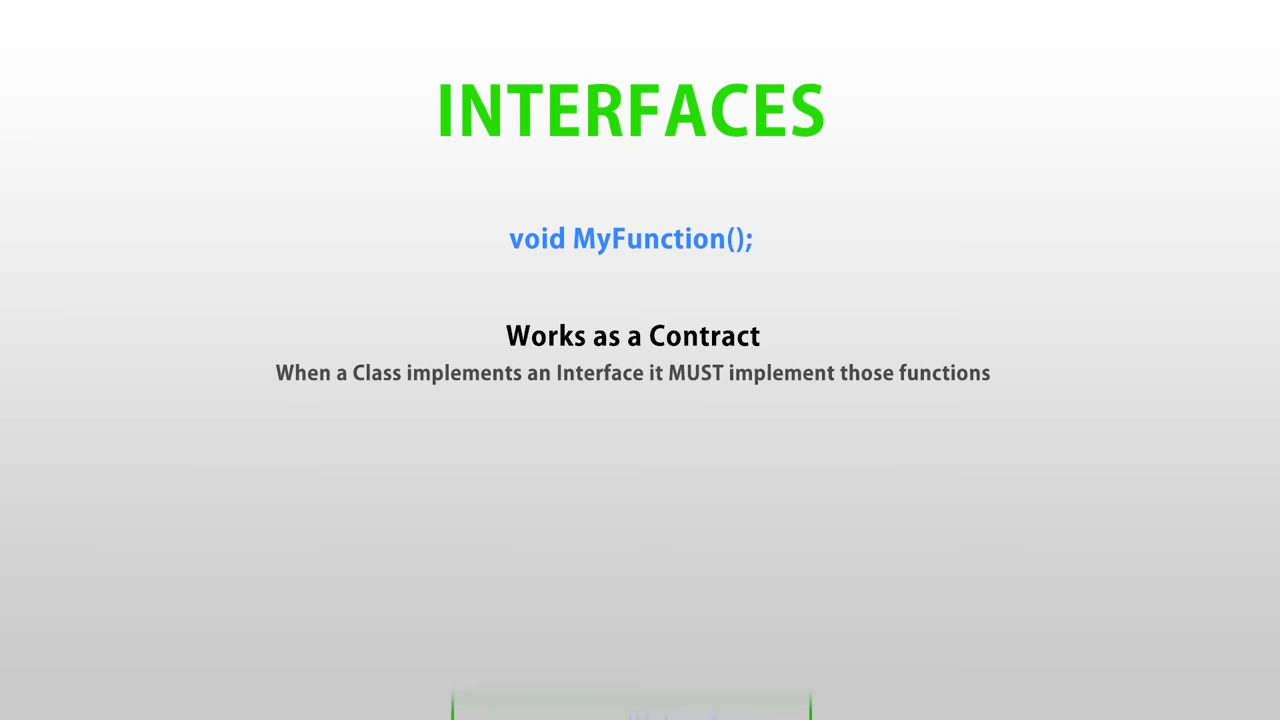 INTERFACES
void MyFunction();
Works as a Contract
When a Class implements an Interface it MUST implement those functions